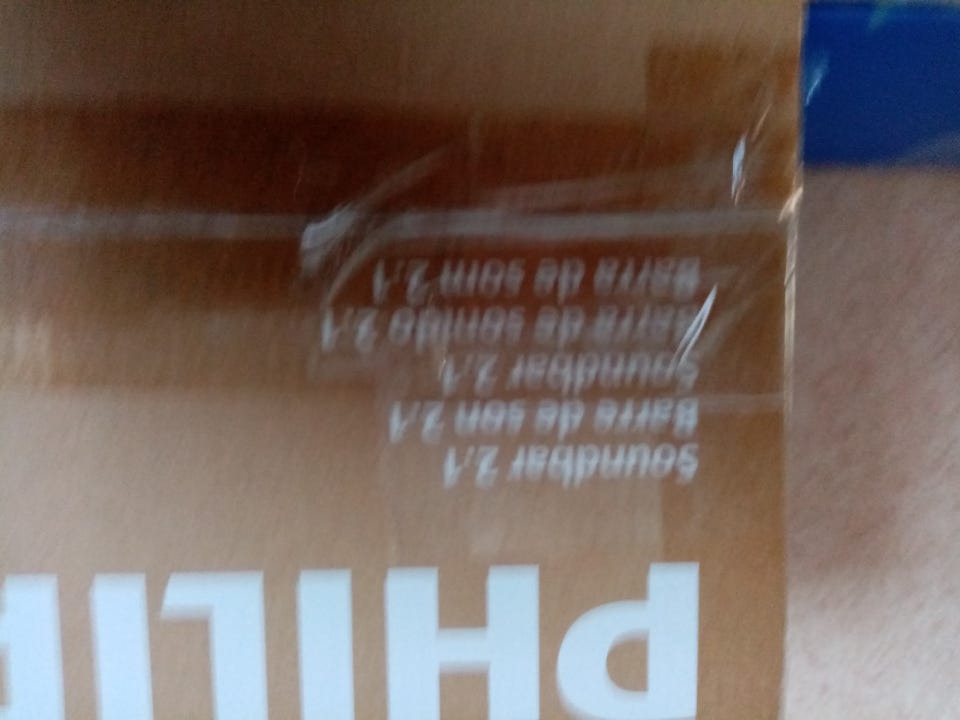 PHILIP
Soundbar 2.1
Barre de son 2.1
Soundbar 2.1
Barra de sonido 2.1
Barra de som 2.1